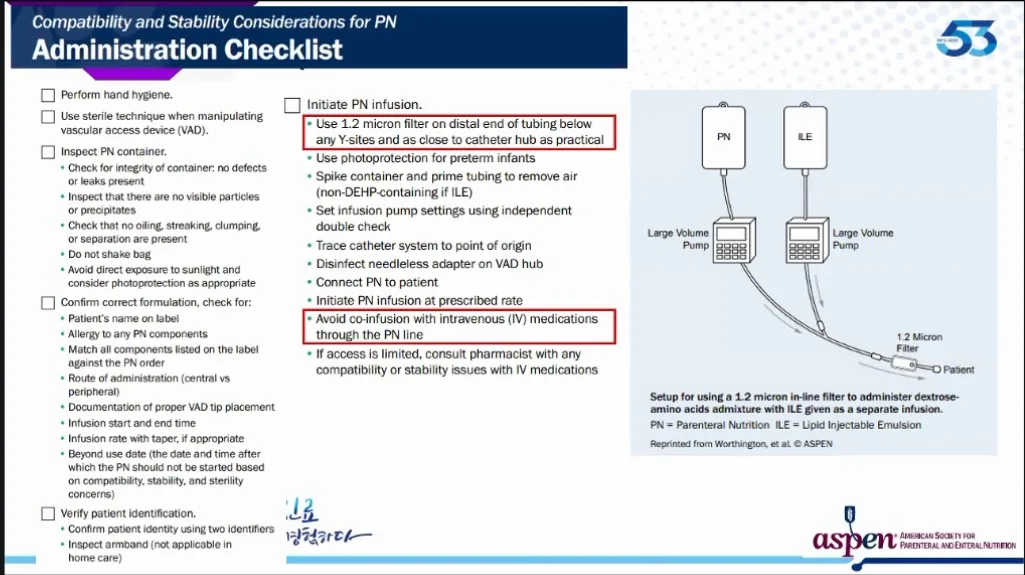 Compatibility and Stability Considerations for PN
Administration Checklist
53
Perform hand hygiene.
Use sterile technique when manipulating
vascular access device (VAD).
Inspect PN container.
• Check for integrity of container: no defects
or leaks present
• Inspect that there are no visible particles
or precipitates
• Check that no oiling, streaking, clumping,
or separation are present
• Do not shake bag
• Avoid direct exposure to sunlight and
consider photoprotection as appropriate
Confirm correct formulation, check for:
• Patient's name on label
• Allergy to any PN components
• Match all components listed on the label
against the PN order
• Route of administration (central vs
peripheral)
• Documentation of proper VAD tip placement
• Infusion start and end time
• Infusion rate with taper, if appropriate
• Beyond use date (the date and time after
which the PN should not be started based
on compatibility, stability, and sterility
concerns)
Verify patient identification.
• Confirm patient identity using two identifiers
• Inspect armband (not applicable in
home care)
Initiate PN infusion.
• Use 1.2 micron filter on distal end of tubing below
any Y-sites and as close to catheter hub as practical
• Use photoprotection for preterm infants
• Spike container and prime tubing to remove air
(non-DEHP-containing if ILE)
• Set infusion pump settings using independent
double check
• Trace catheter system to point of origin
• Disinfect needleless adapter on VAD hub
• Connect PN to patient
• Initiate PN infusion at prescribed rate
• Avoid co-infusion with intravenous (IV) medications
through the PN line
• If access is limited, consult pharmacist with any
compatibility or stability issues with IV medications
PN
ILE
Large Volume
Pump
Large Volume
Pump
1.2 Micron
Filter
Patient
Setup for using a 1.2 micron in-line filter to administer dextrose-
amino acids admixture with ILE given as a separate infusion.
PN = Parenteral Nutrition ILE = Lipid Injectable Emulsion
Reprinted from Worthington, et al. © ASPEN
aspen
AMERICAN SOCIETY FOR
PARENTERAL AND ENTERAL NUTRITION